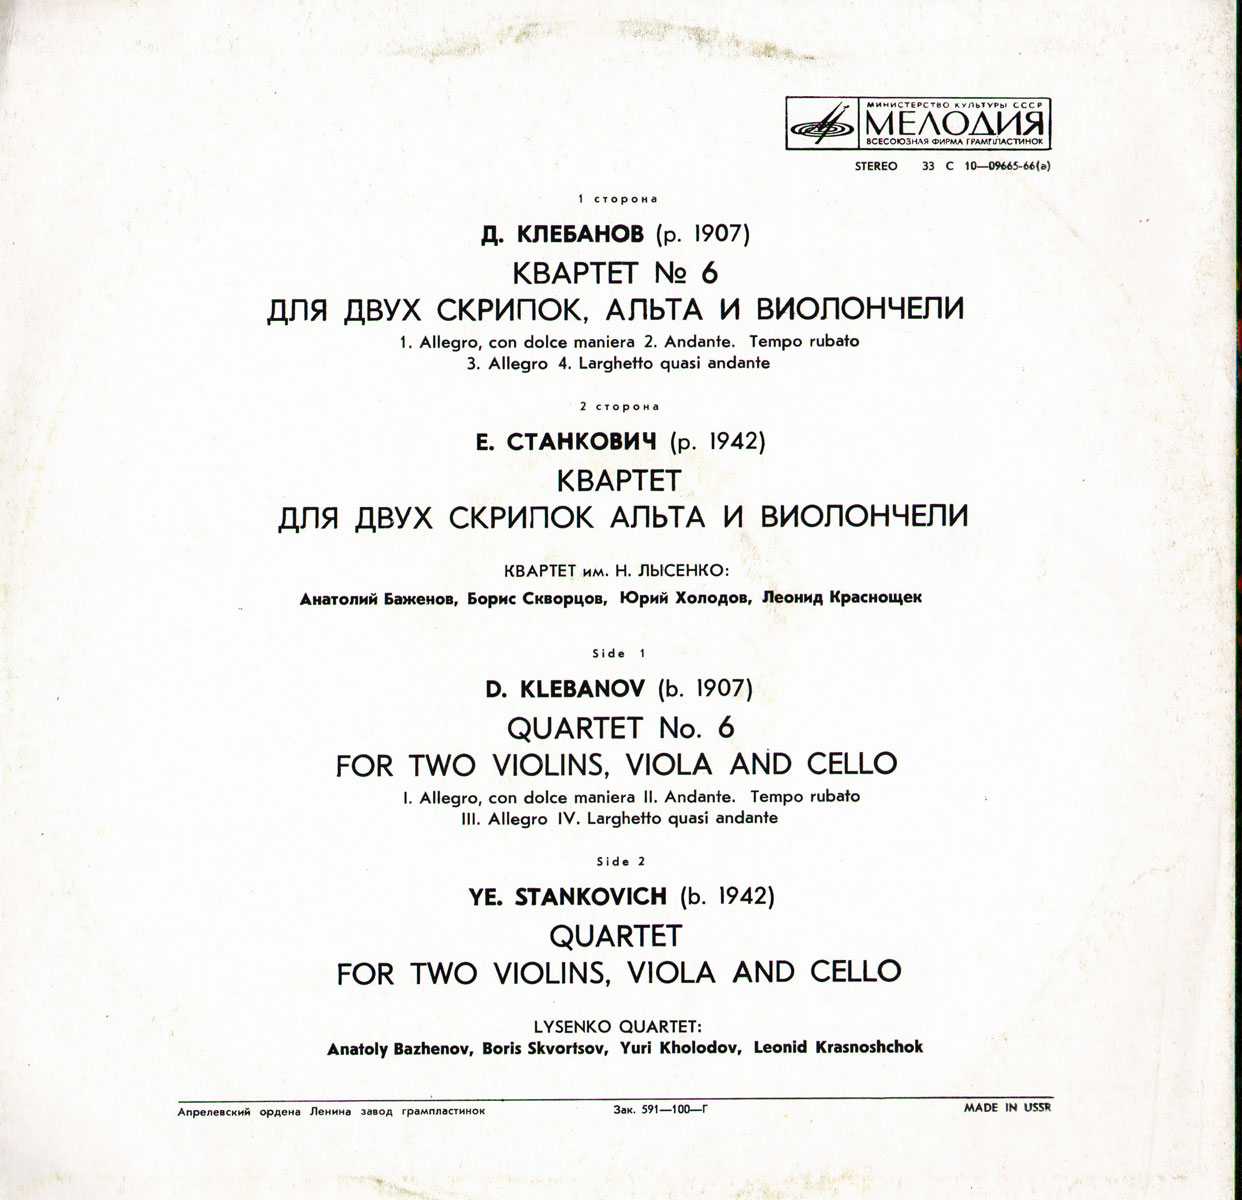 МИНИСТЕРСТВО КУЛЬТУРЫ СССР
МЕЛОДИЯ
ВСЕСОЮЗНАЯ ФИРМА ГРАМПЛАСТИНОК
STEREO 33 С 10—09665-66(а)
1 сторона
Д. КЛЕБАНОВ (р. 1907)
КВАРТЕТ № 6
ДЛЯ ДВУХ СКРИПОК, АЛЬТА И ВИОЛОНЧЕЛИ
1. Allegro, con dolce maniera 2. Andante. Tempo rubato
3. Allegro 4. Larghetto quasi andante
2 сторона
Е. СТАНКОВИЧ (р. 1942)
КВАРТЕТ
ДЛЯ ДВУХ СКРИПОК АЛЬТА И ВИОЛОНЧЕЛИ
КВАРТЕТ им. Н. ЛЫСЕНКО:
Анатолий Баженов, Борис Скворцов, Юрий Холодов, Леонид Краснощек
Side 1
D. KLEBANOV (b. 1907)
QUARTET No. 6
FOR TWO VIOLINS, VIOLA AND CELLO
I. Allegro, con dolce maniera II. Andante. Tempo rubato
III. Allegro IV. Larghetto quasi andante
Side 2
YE. STANKOVICH (b. 1942)
QUARTET
FOR TWO VIOLINS, VIOLA AND CELLO
LYSENKO QUARTET:
Anatoly Bazhenov, Boris Skvortsov, Yuri Kholodov, Leonid Krasnoshchok
Апрелевский ордена Ленина завод грампластинок Зак. 591—100—Г MADE IN USSR